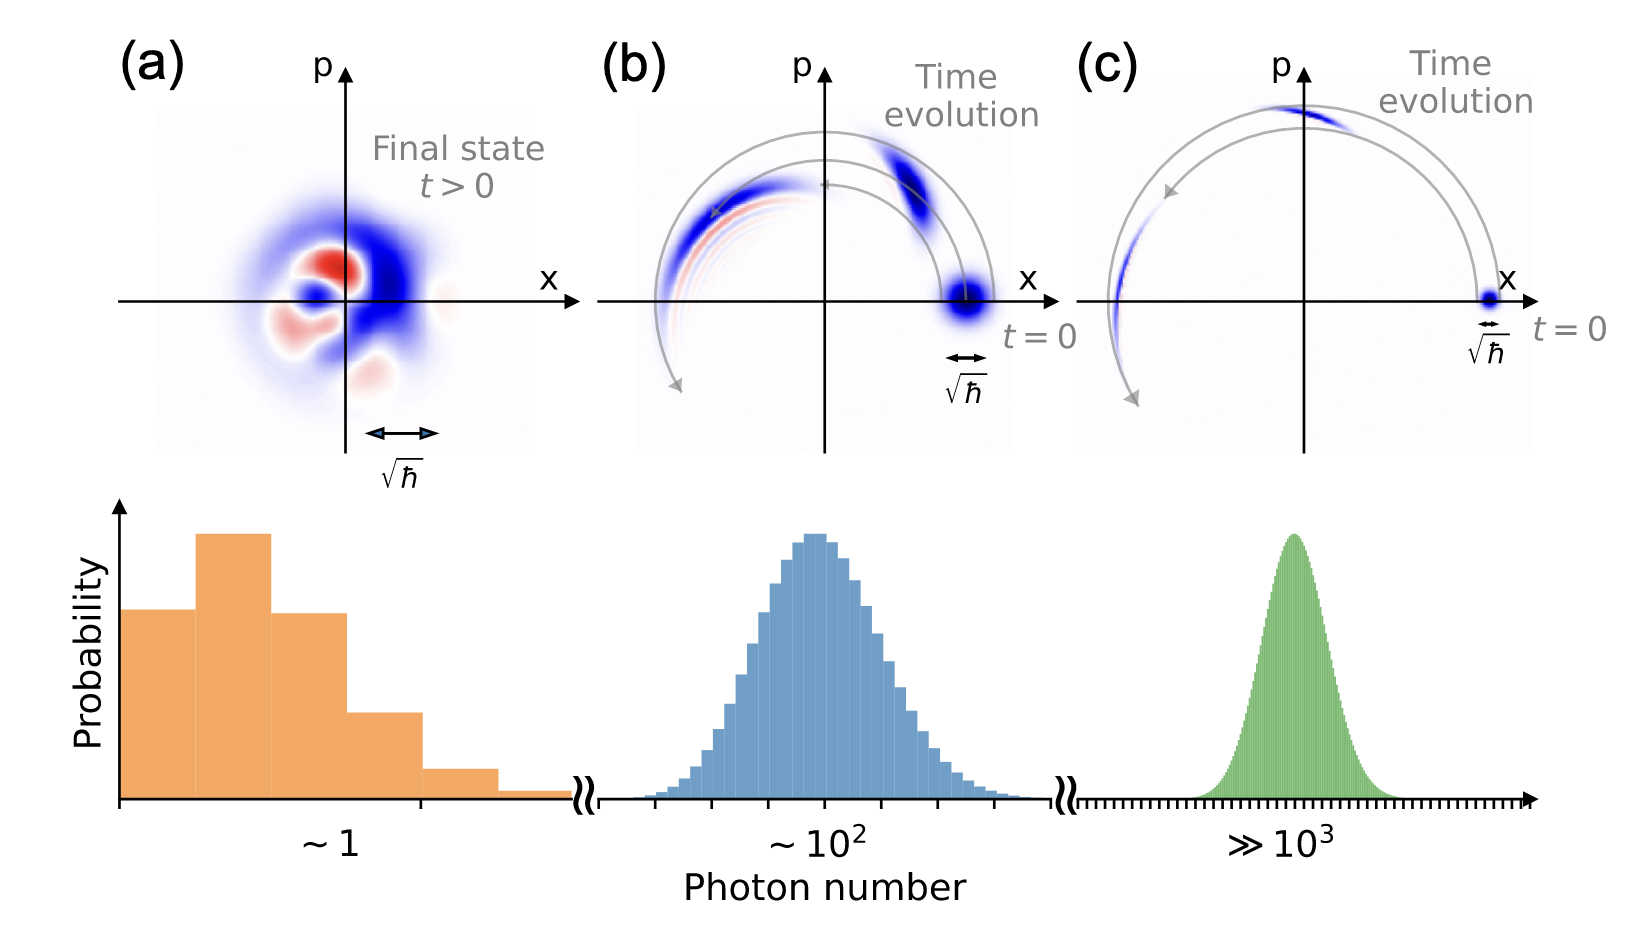 (a)
p
Final state
t > 0
x
√ħ
(b)
p
Time
evolution
x
t = 0
√ħ
(c)
p
Time
evolution
x
t = 0
√ħ
Probability
~ 1
~ 10²
≫ 10³
Photon number